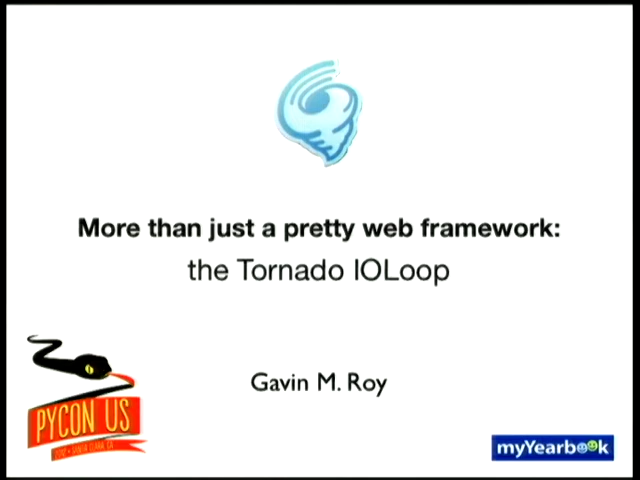 More than just a pretty web framework:
the Tornado IOLoop
Gavin M. Roy
PYCON US
myYearbook